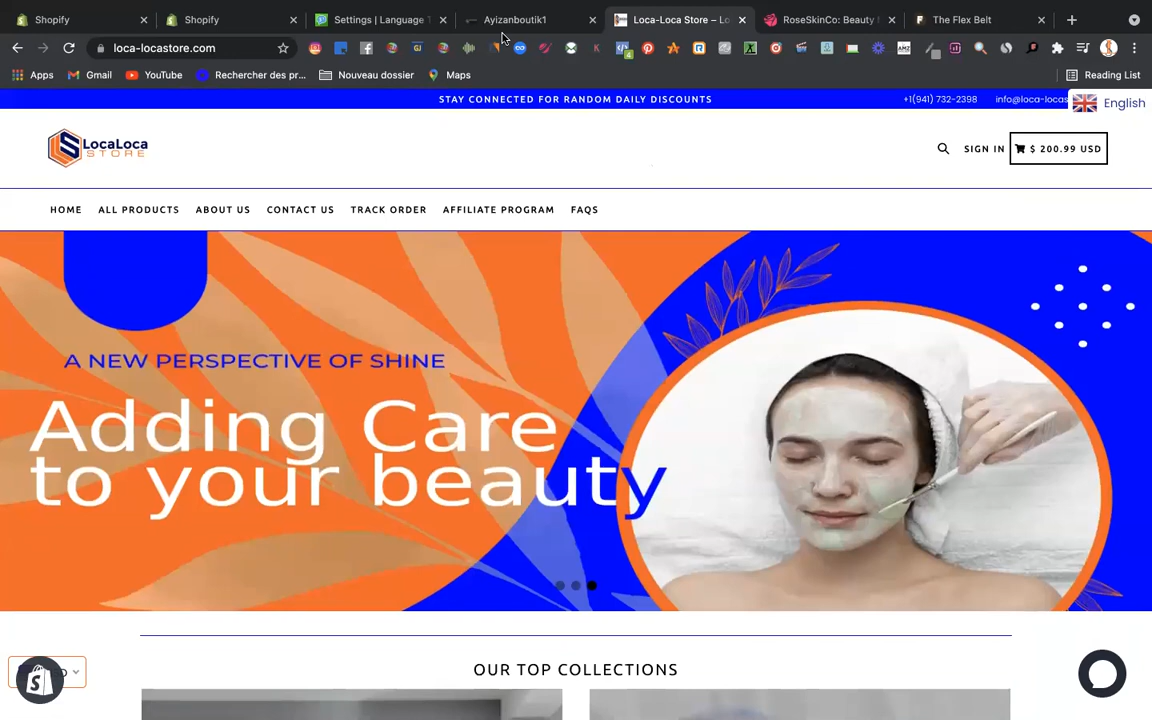 Shopify
Shopify
Settings | Language T
Ayizanboutik1
Loca-Loca Store – Lo
RoseSkinCo: Beauty M
The Flex Belt
loca-locastore.com
Apps
Gmail
YouTube
Rechercher des pr...
Nouveau dossier
Maps
Reading List
STAY CONNECTED FOR RANDOM DAILY DISCOUNTS
+1(941) 732-2398
info@loca-locas
English
LocaLoca
STORE
SIGN IN
$ 200.99 USD
HOME
ALL PRODUCTS
ABOUT US
CONTACT US
TRACK ORDER
AFFILIATE PROGRAM
FAQS
A NEW PERSPECTIVE OF SHINE
Adding Care
to your beauty
OUR TOP COLLECTIONS